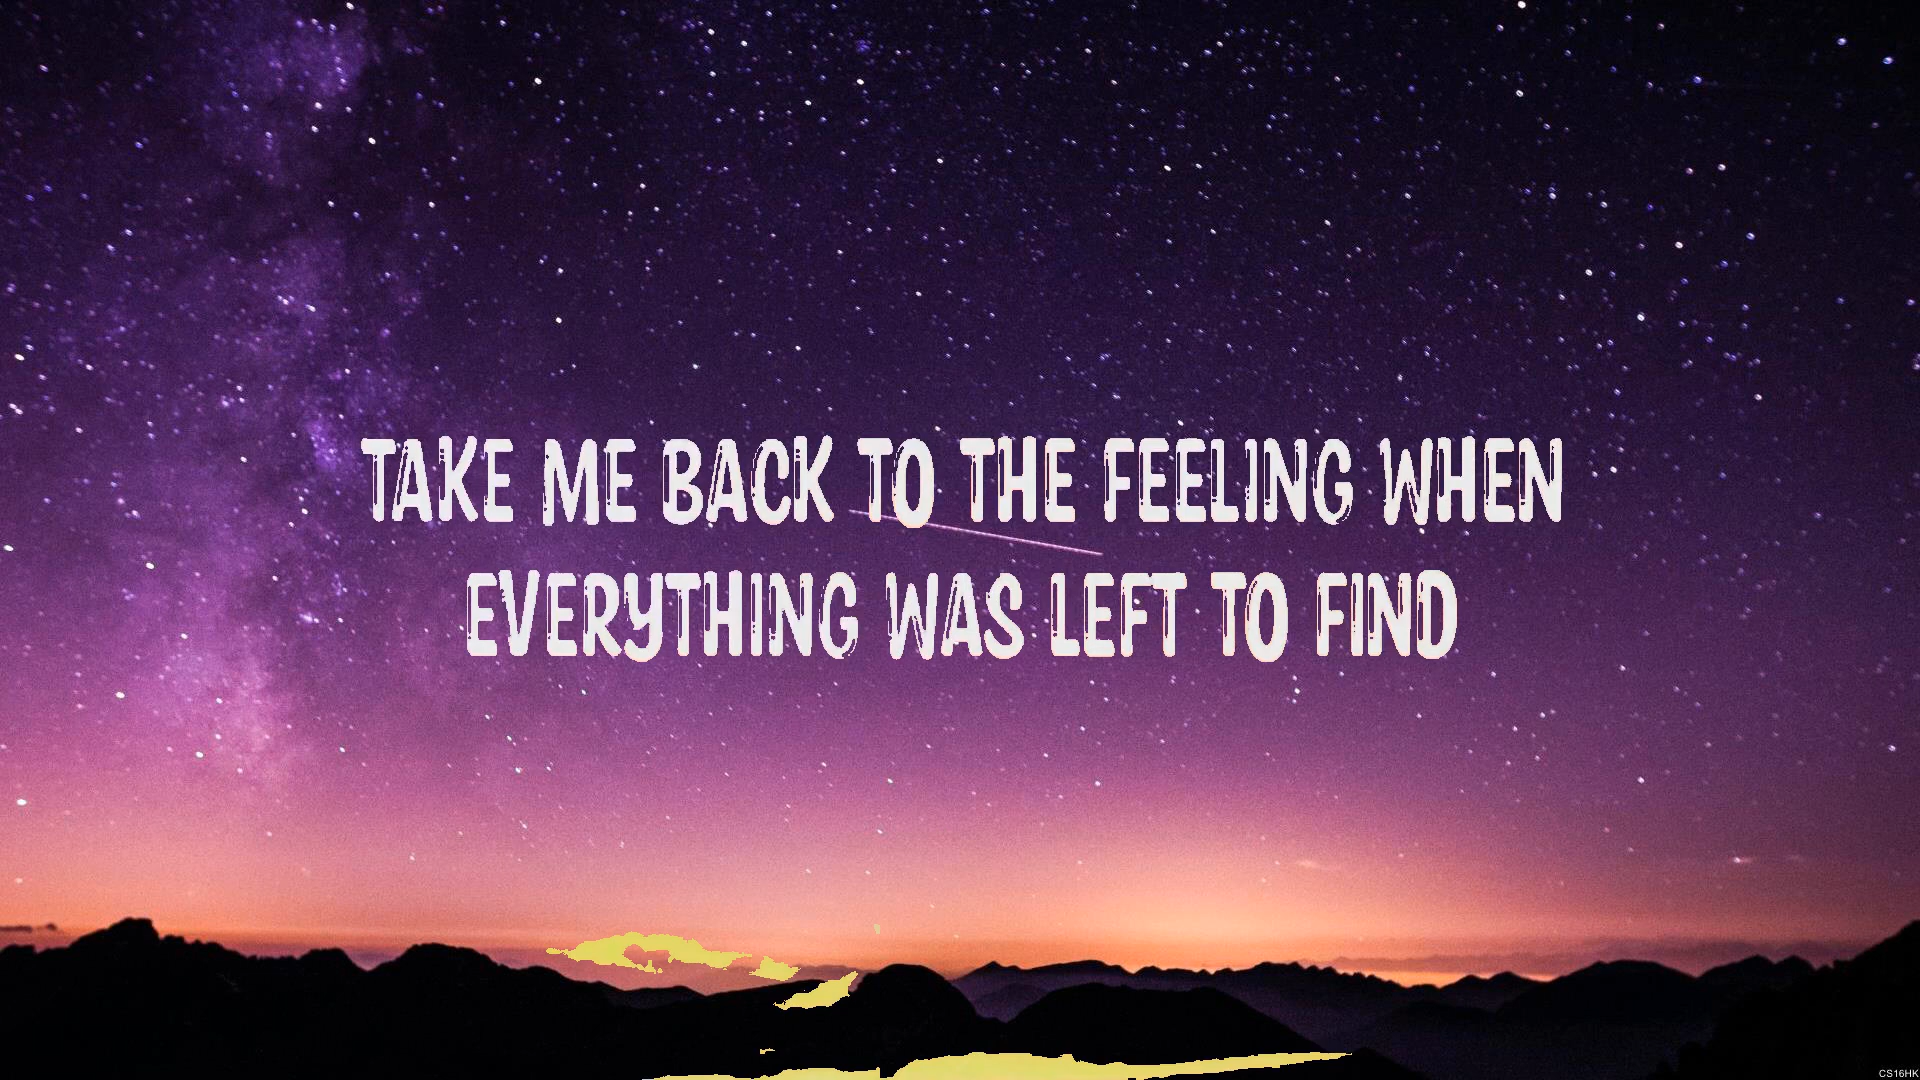 TAKE ME BACK TO THE FEELING WHEN
EVERYTHING WAS LEFT TO FIND
CS16HK